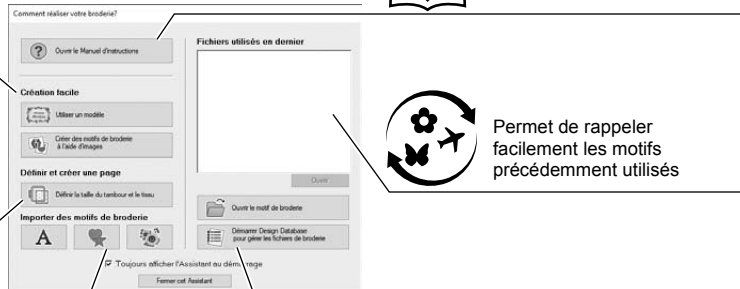 Comment réaliser votre broderie?
Ouvrir le Manuel d'instructions
Création facile
Utiliser un modèle
Créer des motifs de broderie
à l'aide d'images
Définir et créer une page
Définir la taille du tambour et le tissu
Importer des motifs de broderie
A
Fichiers utilisés en dernier
Ouvrir
Ouvrir le motif de broderie
Démarrer Design Database
pour gérer les fichiers de broderie
Toujours afficher l'Assistant au démarrage
Fermer cet Assistant
Permet de rappeler
facilement les motifs
précédemment utilisés